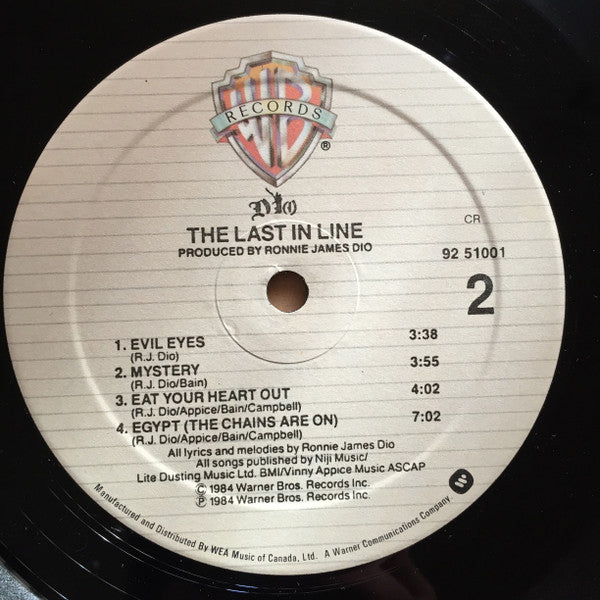 WB
RECORDS
®
DIO
THE LAST IN LINE
PRODUCED BY RONNIE JAMES DIO
CR
92 51001
2
1. EVIL EYES 3:38
(R.J. Dio)
2. MYSTERY 3:55
(R.J. Dio/Bain)
3. EAT YOUR HEART OUT 4:02
(R.J. Dio/Appice/Bain/Campbell)
4. EGYPT (THE CHAINS ARE ON) 7:02
(R.J. Dio/Appice/Bain/Campbell)
All lyrics and melodies by Ronnie James Dio
All songs published by Niji Music/
Lite Dusting Music Ltd. BMI/Vinny Appice Music ASCAP
© 1984 Warner Bros. Records Inc.
℗ 1984 Warner Bros. Records Inc.
Manufactured and Distributed By WEA Music of Canada, Ltd. A Warner Communications Company